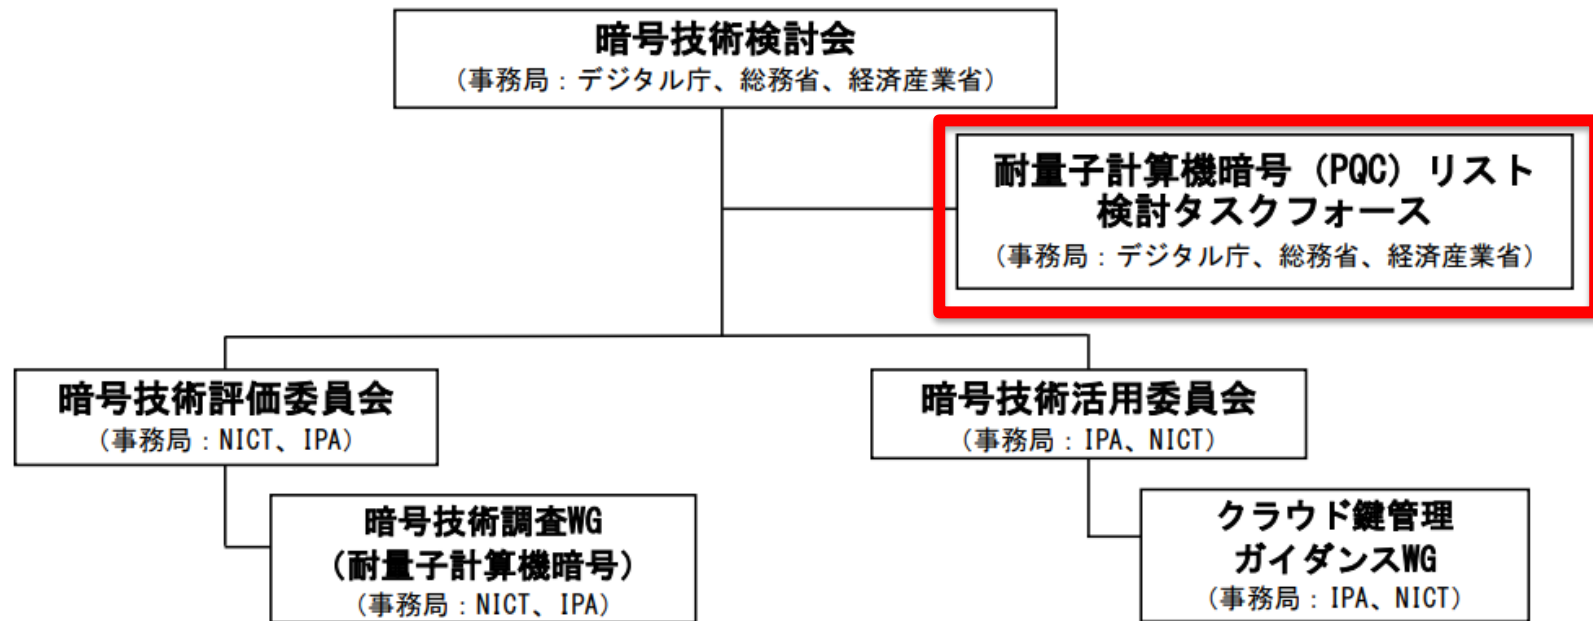 暗号技術検討会
（事務局：デジタル庁、総務省、経済産業省）
耐量子計算機暗号（PQC）リスト
検討タスクフォース
（事務局：デジタル庁、総務省、経済産業省）
暗号技術評価委員会
（事務局：NICT、IPA）
暗号技術活用委員会
（事務局：IPA、NICT）
暗号技術調査WG
（耐量子計算機暗号）
（事務局：NICT、IPA）
クラウド鍵管理
ガイダンスWG
（事務局：IPA、NICT）